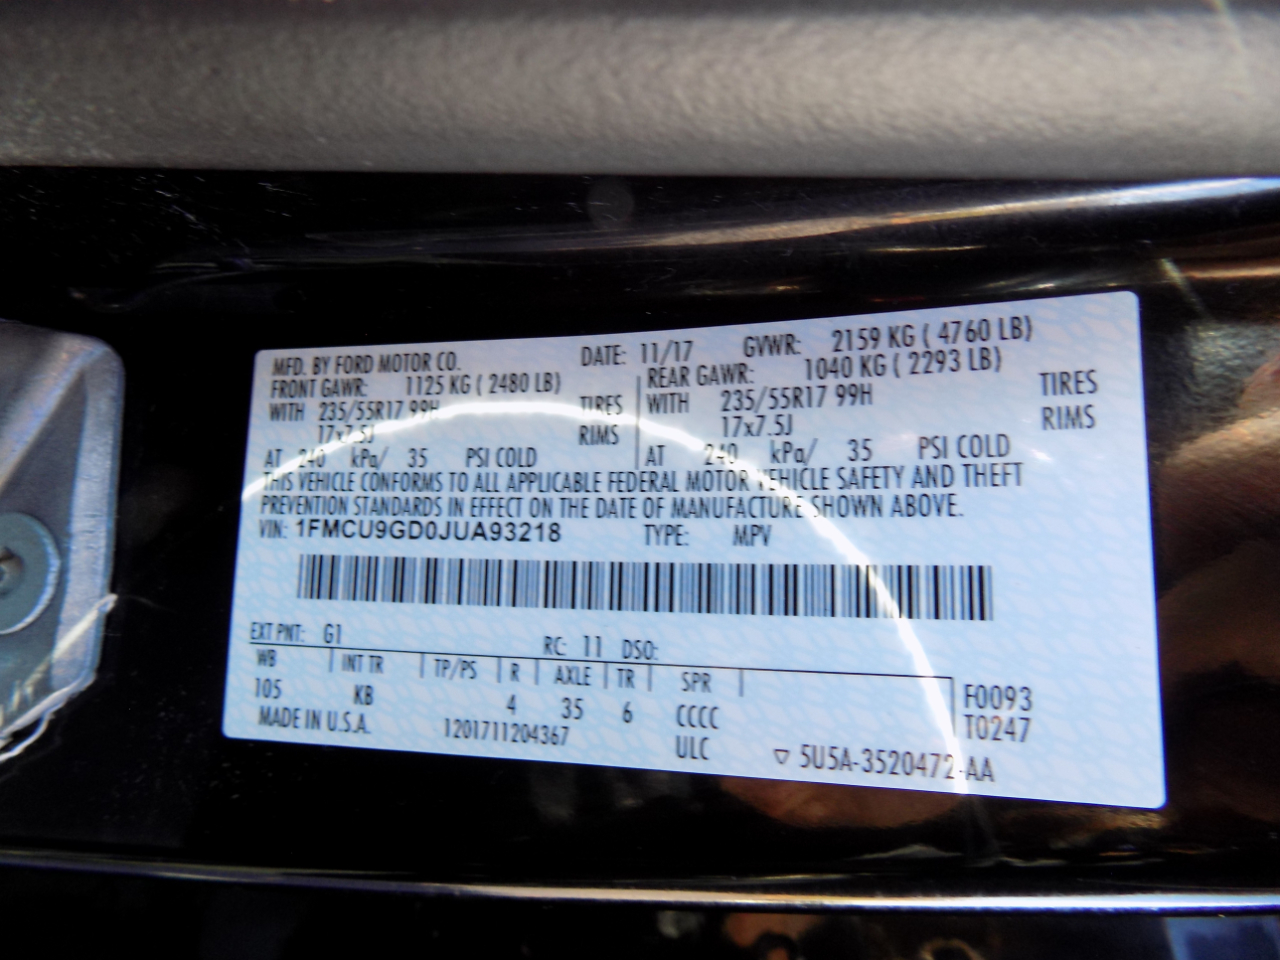 MFD. BY FORD MOTOR CO. DATE: 11/17 GVWR: 2159 KG ( 4760 LB)
FRONT GAWR: 1125 KG ( 2480 LB) REAR GAWR: 1040 KG ( 2293 LB)
WITH 235/55R17 99H TIRES WITH 235/55R17 99H TIRES
17x7.5J RIMS 17x7.5J RIMS
AT 240 kPa/ 35 PSI COLD AT 240 kPa/ 35 PSI COLD
THIS VEHICLE CONFORMS TO ALL APPLICABLE FEDERAL MOTOR VEHICLE SAFETY AND THEFT
PREVENTION STANDARDS IN EFFECT ON THE DATE OF MANUFACTURE SHOWN ABOVE.
VIN: 1FMCU9GD0JUA93218 TYPE: MPV
EXT PNT: G1 RC: 11 DSO:
WB INT TR TP/PS R AXLE TR SPR
105 KB 4 35 6 CCCC F0093
MADE IN U.S.A. 1201711204367 ULC T0247
▽ 5U5A-3520472-AA